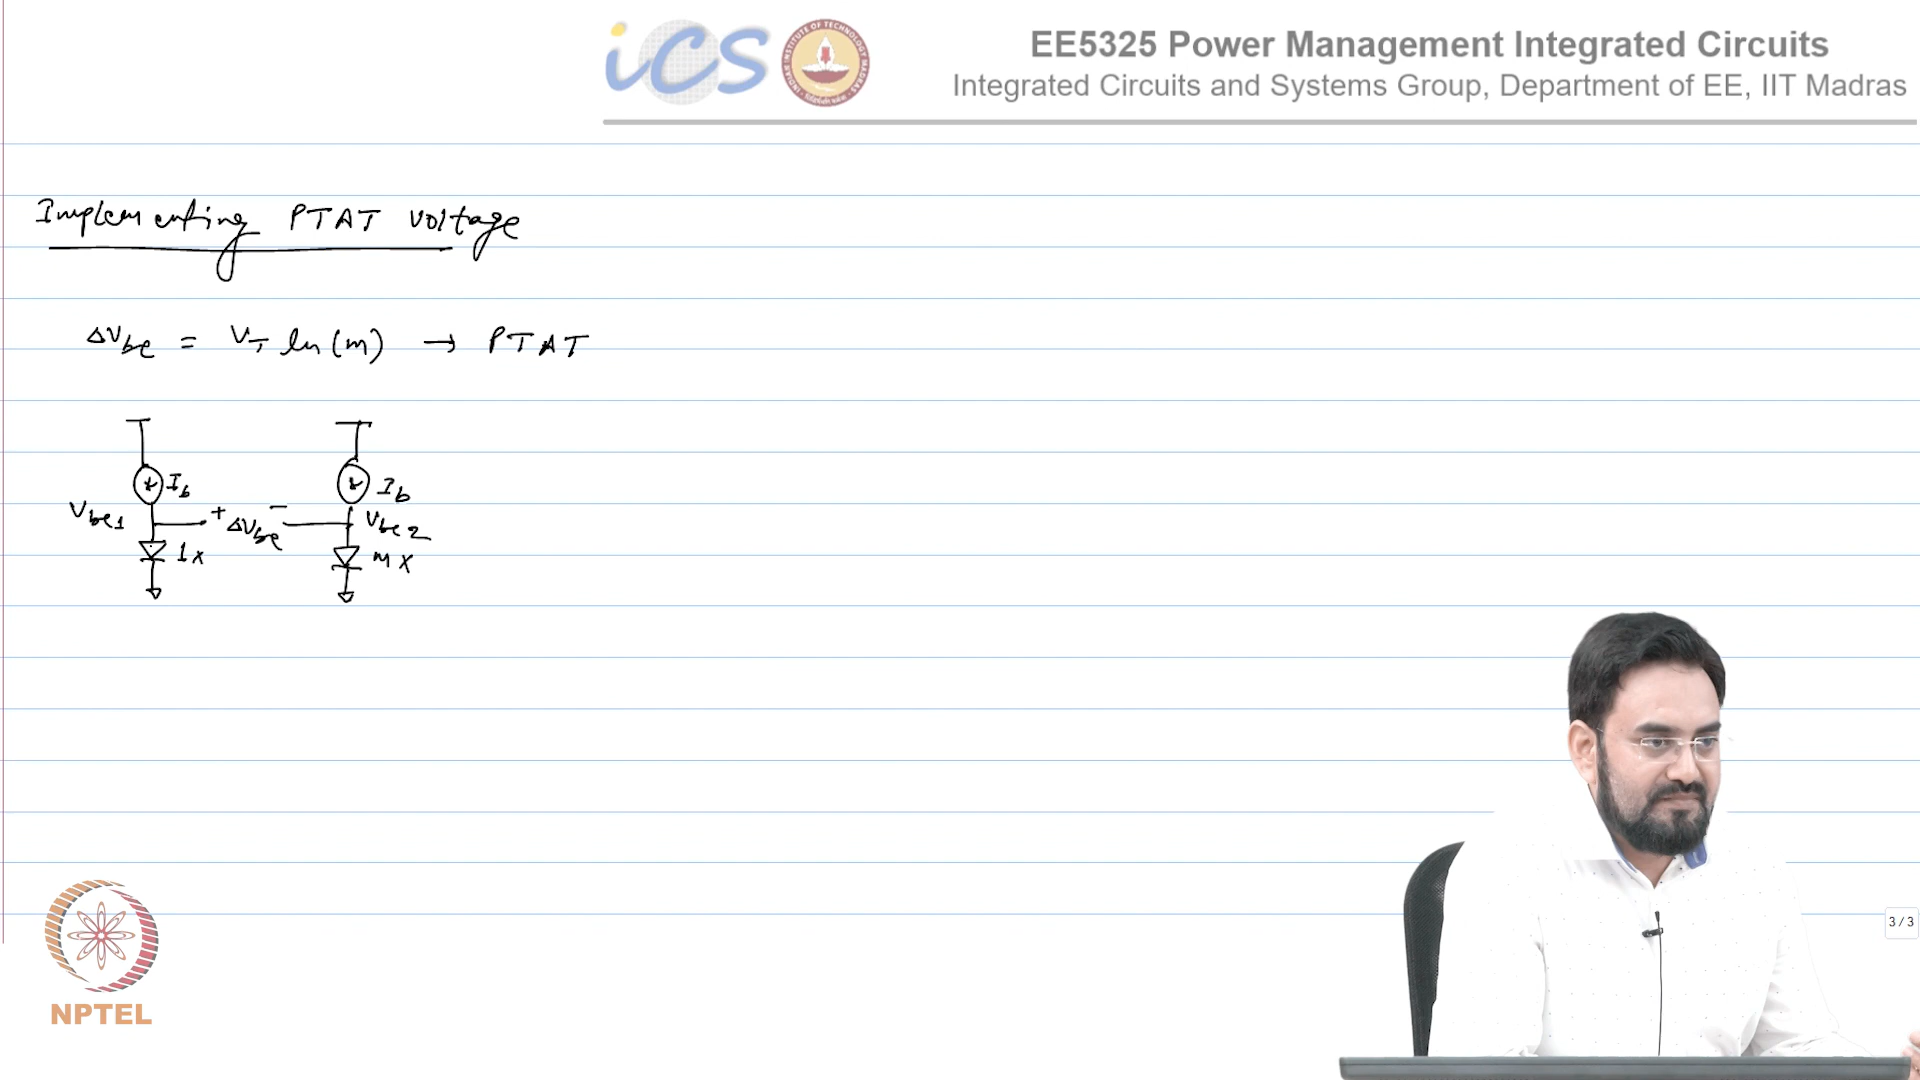 iCS
EE5325 Power Management Integrated Circuits
Integrated Circuits and Systems Group, Department of EE, IIT Madras
Implementing PTAT voltage
ΔVbe = VT ln(m) → PTAT
Ib Ib
Vbe1 + ΔVbe - Vbe2
1x mx
3 / 3
NPTEL